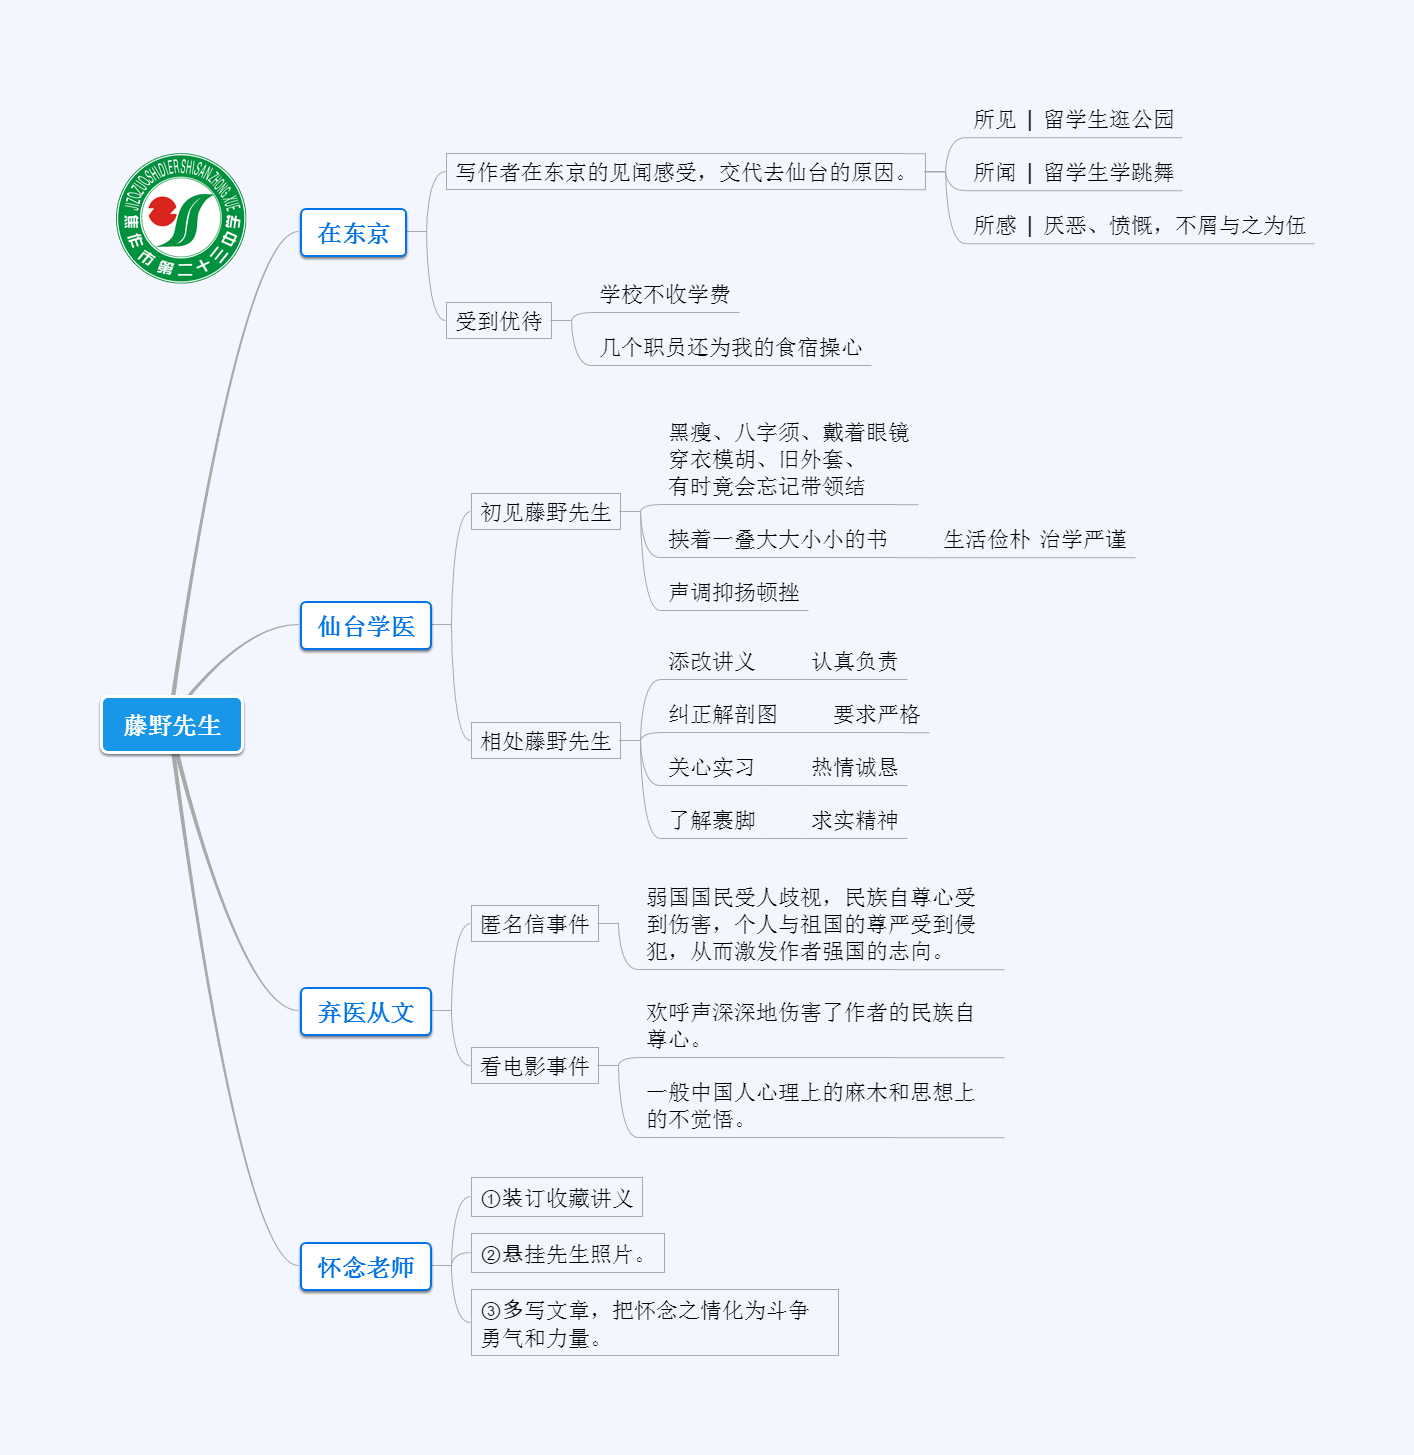 JIZOZUOSHIDIERSHISANZHONGXUE
焦作市第二十三中学
藤野先生
在东京
写作者在东京的见闻感受，交代去仙台的原因。
所见 | 留学生逛公园
所闻 | 留学生学跳舞
所感 | 厌恶、愤慨，不屑与之为伍
受到优待
学校不收学费
几个职员还为我的食宿操心
仙台学医
初见藤野先生
黑瘦、八字须、戴着眼镜
穿衣模胡、旧外套、
有时竟会忘记带领结
挟着一叠大大小小的书
生活俭朴 治学严谨
声调抑扬顿挫
相处藤野先生
添改讲义
认真负责
纠正解剖图
要求严格
关心实习
热情诚恳
了解裹脚
求实精神
弃医从文
匿名信事件
弱国国民受人歧视，民族自尊心受
到伤害，个人与祖国的尊严受到侵
犯，从而激发作者强国的志向。
看电影事件
欢呼声深深地伤害了作者的民族自
尊心。
一般中国人心理上的麻木和思想上
的不觉悟。
怀念老师
①装订收藏讲义
②悬挂先生照片。
③多写文章，把怀念之情化为斗争
勇气和力量。